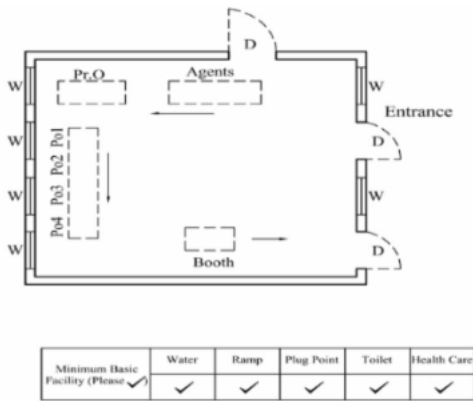 D
Pr.O
Agents
W
W
Entrance
Po1
W
D
Po2
Po3
W
W
Po4
W
D
Booth
Minimum Basic
Facility (Please ✓)
Water
Ramp
Plug Point
Toilet
Health Care
✓
✓
✓
✓
✓